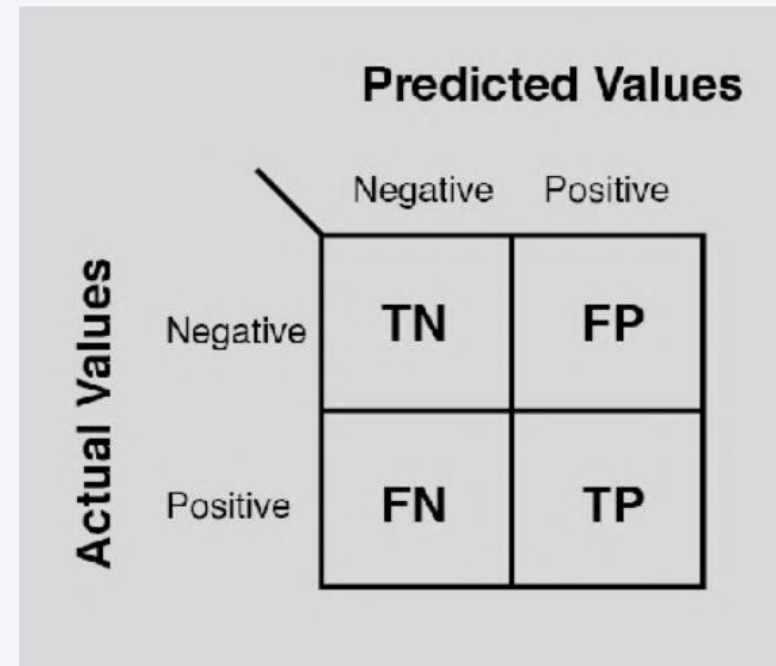 Predicted Values
Negative Positive
Actual Values
Negative TN FP
Positive FN TP